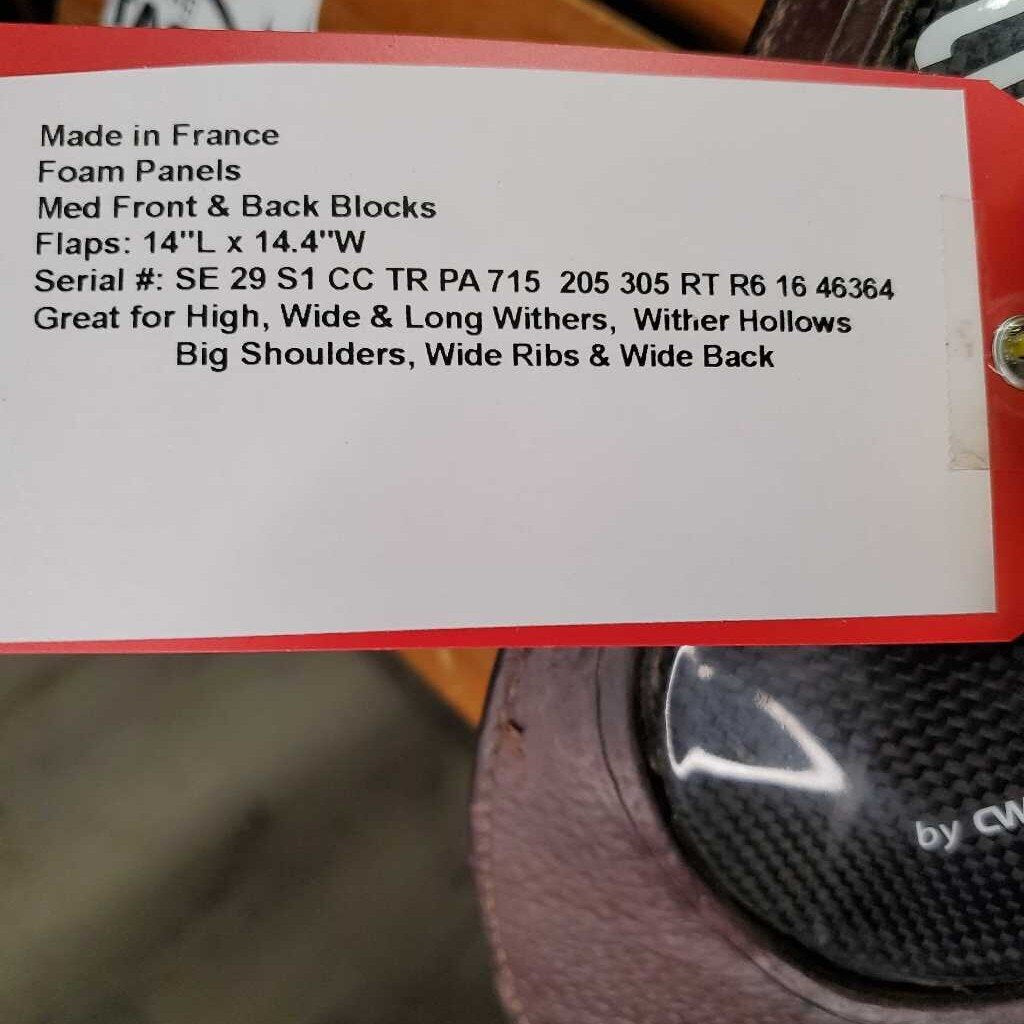 Made in France
Foam Panels
Med Front & Back Blocks
Flaps: 14"L x 14.4"W
Serial #: SE 29 S1 CC TR PA 715 205 305 RT R6 16 46364
Great for High, Wide & Long Withers, Wither Hollows
Big Shoulders, Wide Ribs & Wide Back
by CW